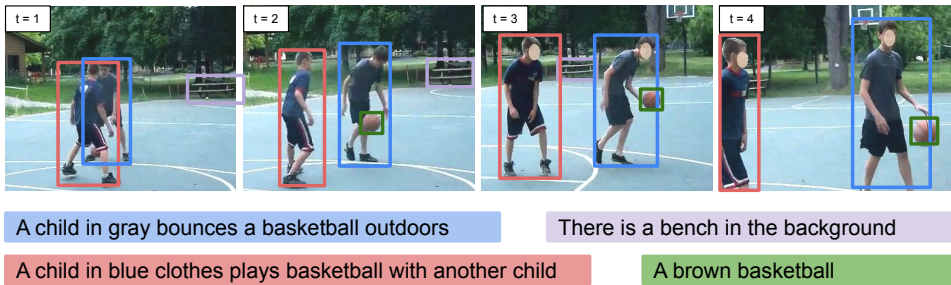 t = 1
t = 2
t = 3
t = 4
A child in gray bounces a basketball outdoors
There is a bench in the background
A child in blue clothes plays basketball with another child
A brown basketball